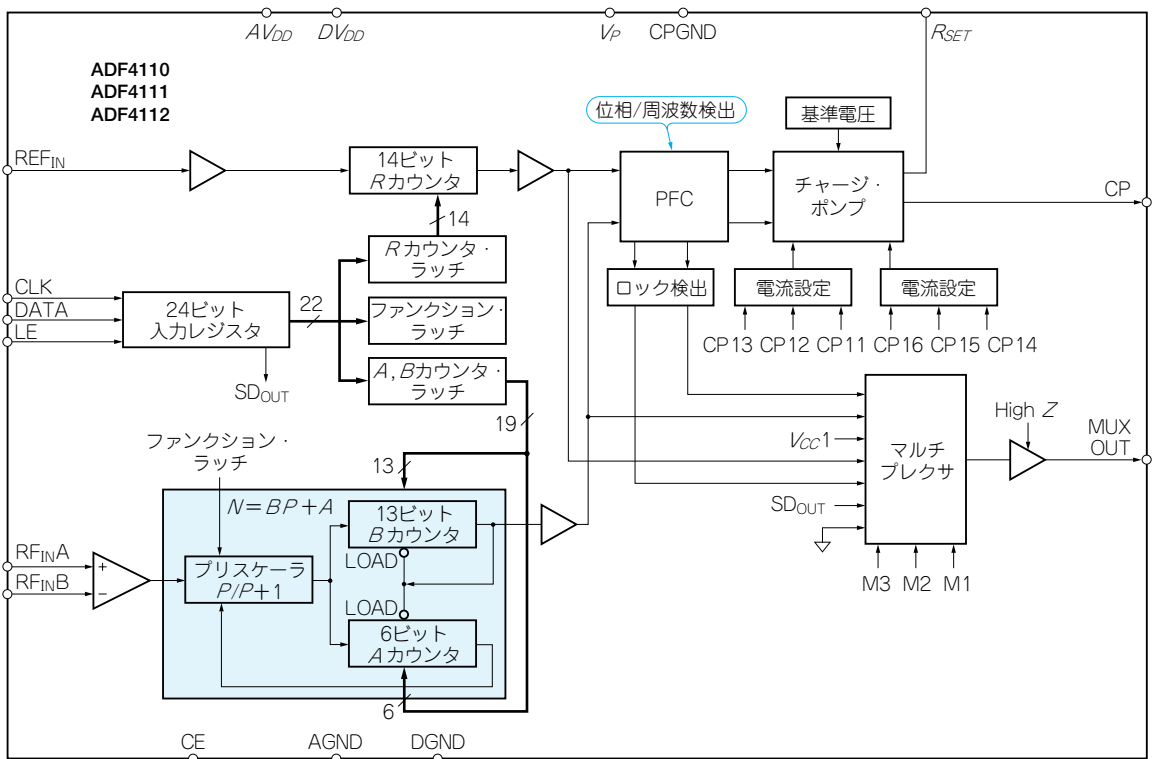 AVDD
DVDD
VP
CPGND
RSET
ADF4110
ADF4111
ADF4112
位相/周波数検出
基準電圧
REFIN
14ビット
Rカウンタ
PFC
チャージ・
ポンプ
CP
14
Rカウンタ・
ラッチ
CLK
DATA
LE
24ビット
入力レジスタ
22
ファンクション・
ラッチ
ロック検出
電流設定
電流設定
CP13
CP12
CP11
CP16
CP15
CP14
SDOUT
A, Bカウンタ・
ラッチ
19
ファンクション・
ラッチ
13
High Z
MUX
OUT
VCC1
マルチ
プレクサ
SDOUT
N=BP+A
13ビット
Bカウンタ
LOAD
RFINA
RFINB
+
−
プリスケーラ
P/P+1
LOAD
6ビット
Aカウンタ
M3
M2
M1
6
CE
AGND
DGND